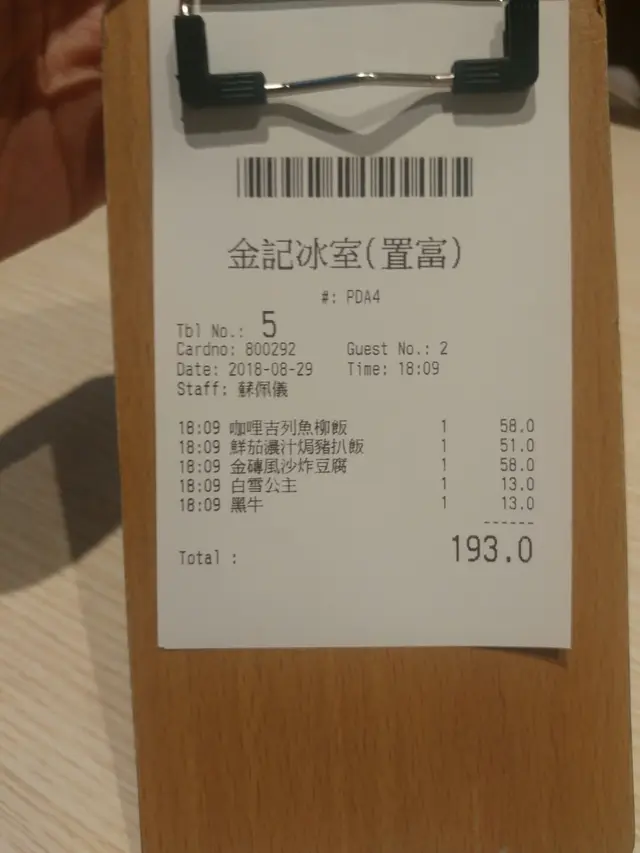 金記冰室(置富)
#: PDA4
Tbl No.: 5
Cardno: 800292 Guest No.: 2
Date: 2018-08-29 Time: 18:09
Staff: 蘇佩儀
18:09 咖哩吉列魚柳飯 1 58.0
18:09 鮮茄濃汁焗豬扒飯 1 51.0
18:09 金磚風沙炸豆腐 1 58.0
18:09 白雪公主 1 13.0
18:09 黑牛 1 13.0
------
Total : 193.0